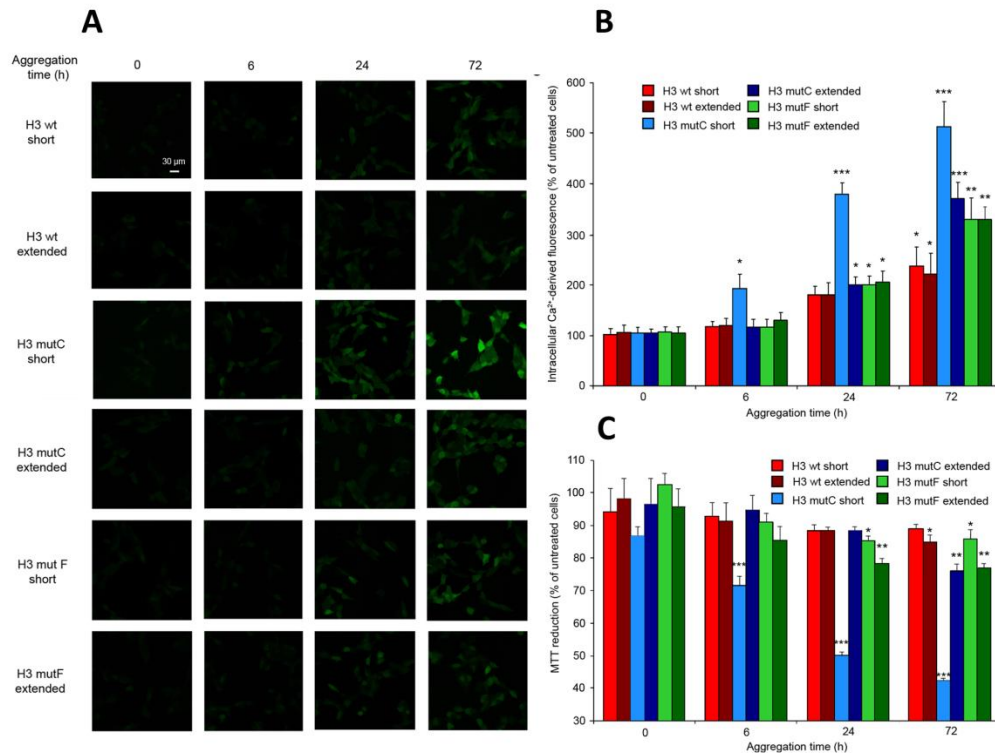 A
Aggregation
time (h)
0
6
24
72
H3 wt
short
30 µm
H3 wt
extended
H3 mutC
short
H3 mutC
extended
H3 mut F
short
H3 mutF
extended
B
Intracellular Ca²⁺-derived fluorescence (% of untreated cells)
600
500
400
300
200
100
0
H3 wt short
H3 wt extended
H3 mutC short
H3 mutC extended
H3 mutF short
H3 mutF extended
*
***
*
*
*
*
*
***
***
**
**
0
6
24
72
Aggregation time (h)
C
MTT reduction (% of untreated cells)
110
100
90
80
70
60
50
40
30
H3 wt short
H3 wt extended
H3 mutC short
H3 mutC extended
H3 mutF short
H3 mutF extended
***
***
*
**
*
***
**
*
**
0
6
24
72
Aggregation time (h)